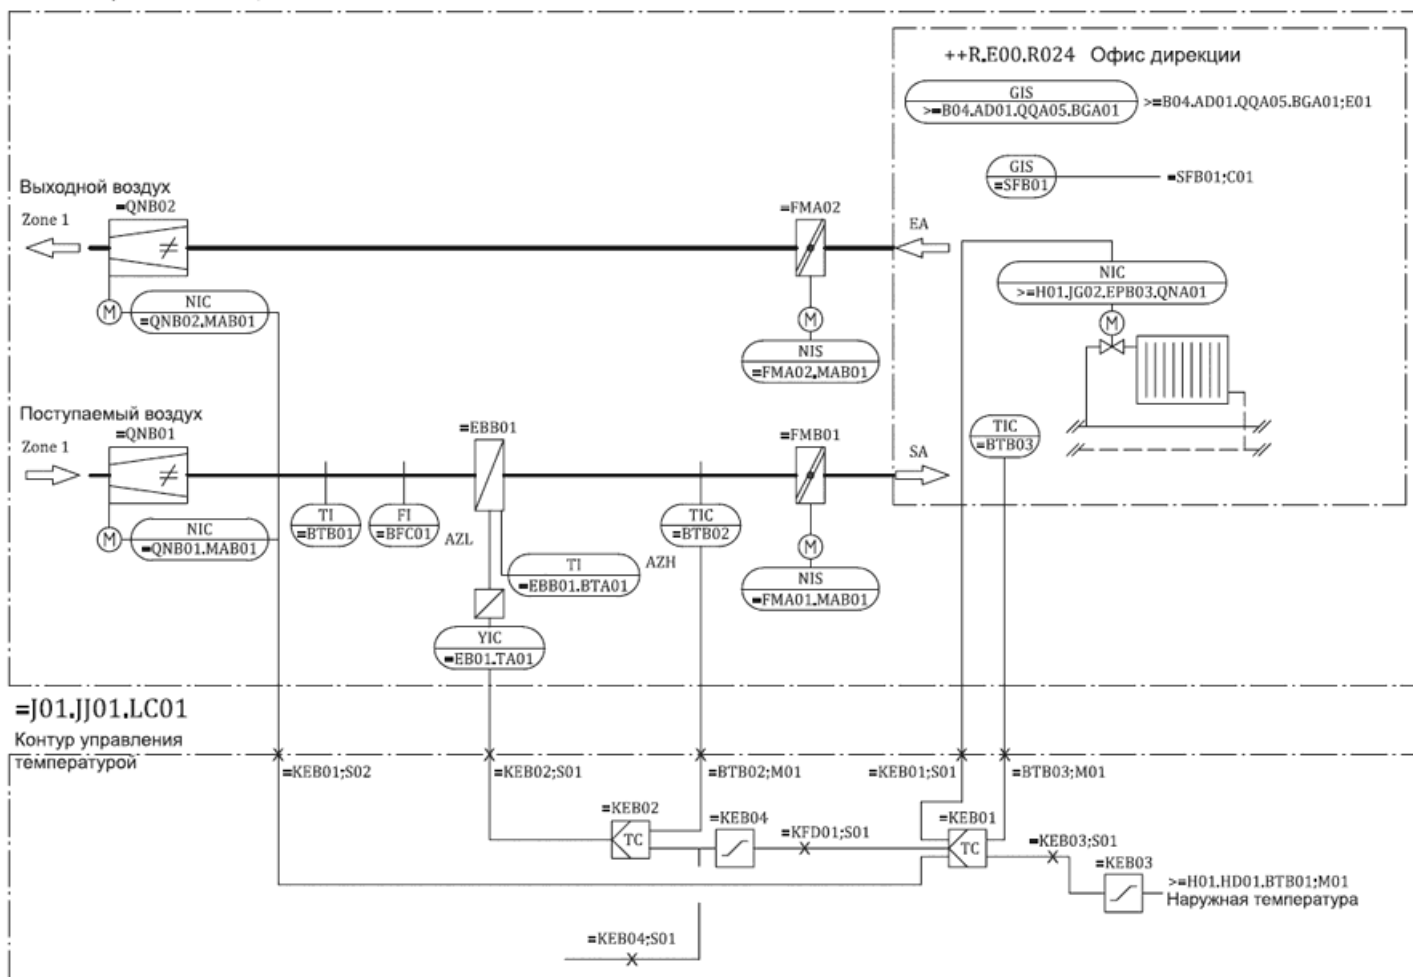 ++R.E00.R024 Офис дирекции
GIS
>=B04.AD01.QQA05.BGA01
>=B04.AD01.QQA05.BGA01;E01
GIS
=SFB01
=SFB01;C01
Выходной воздух
=QNB02
Zone 1
=FMA02
EA
M
NIC
=QNB02.MAB01
M
NIS
=FMA02.MAB01
NIC
>=H01.JG02.EPB03.QNA01
M
Поступаемый воздух
=QNB01
Zone 1
=EBB01
=FMB01
SA
TIC
=BTB03
M
NIC
=QNB01.MAB01
TI
=BTB01
FI
=BFC01
AZL
TI
=EBB01.BTA01
AZH
TIC
=BTB02
M
NIS
=FMA01.MAB01
YIC
=EB01.TA01
=J01.JJ01.LC01
Контур управления
температурой
=KEB01;S02
=KEB02;S01
=BTB02;M01
=KEB01;S01
=BTB03;M01
=KEB02
TC
=KEB04
=KFD01;S01
=KEB01
TC
=KEB03;S01
=KEB03
>=H01.HD01.BTB01;M01
Наружная температура
=KEB04;S01